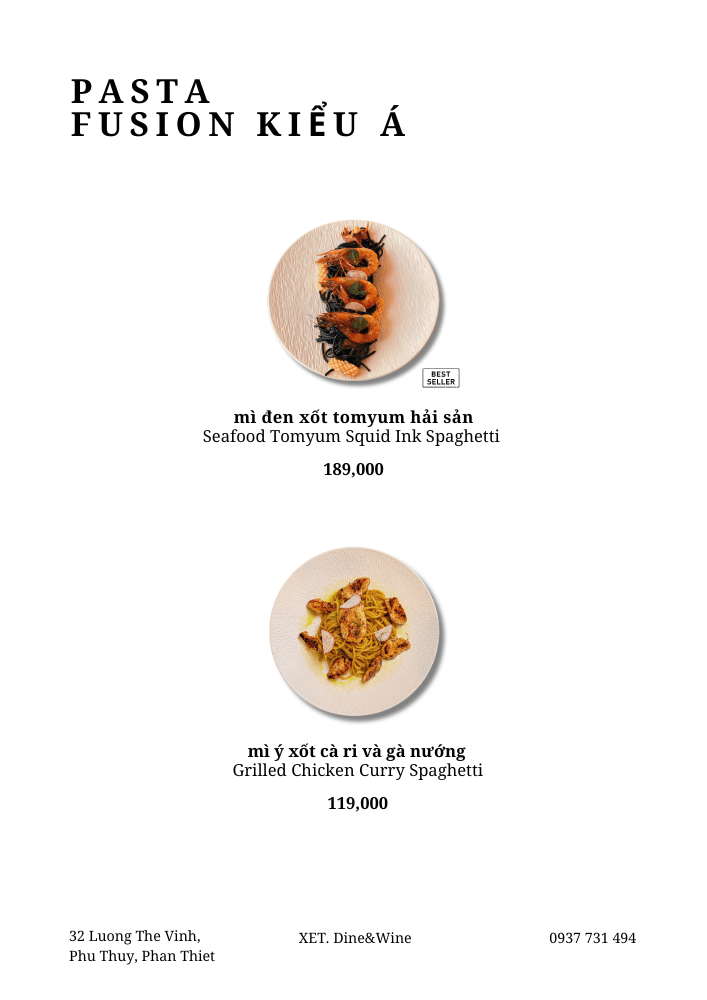 PASTA
FUSION KIỂU Á
BEST
SELLER
mì đen xốt tomyum hải sản
Seafood Tomyum Squid Ink Spaghetti
189,000
mì ý xốt cà ri và gà nướng
Grilled Chicken Curry Spaghetti
119,000
32 Luong The Vinh,
Phu Thuy, Phan Thiet
XET. Dine&Wine
0937 731 494